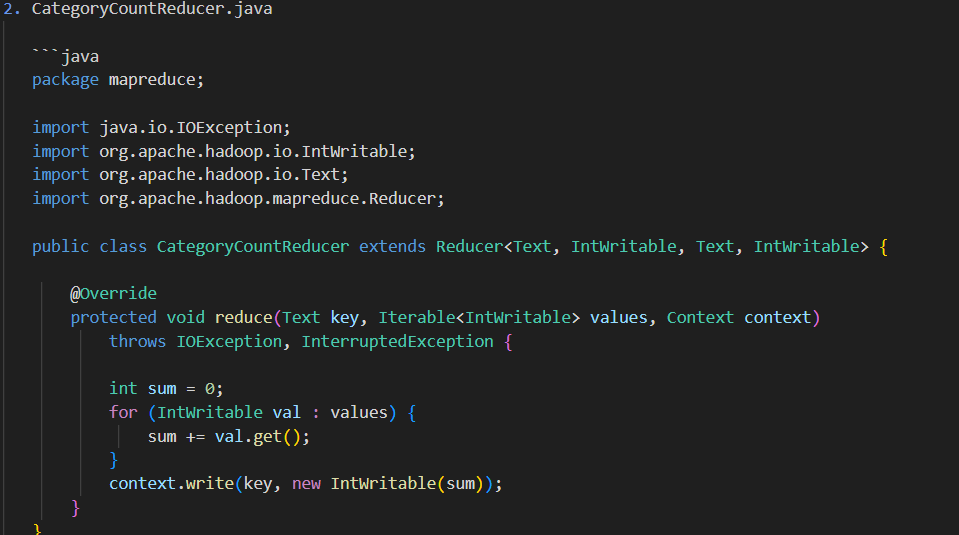 2. CategoryCountReducer.java
```java
package mapreduce;
import java.io.IOException;
import org.apache.hadoop.io.IntWritable;
import org.apache.hadoop.io.Text;
import org.apache.hadoop.mapreduce.Reducer;
public class CategoryCountReducer extends Reducer<Text, IntWritable, Text, IntWritable> {
@Override
protected void reduce(Text key, Iterable<IntWritable> values, Context context)
throws IOException, InterruptedException {
int sum = 0;
for (IntWritable val : values) {
sum += val.get();
}
context.write(key, new IntWritable(sum));
}
}